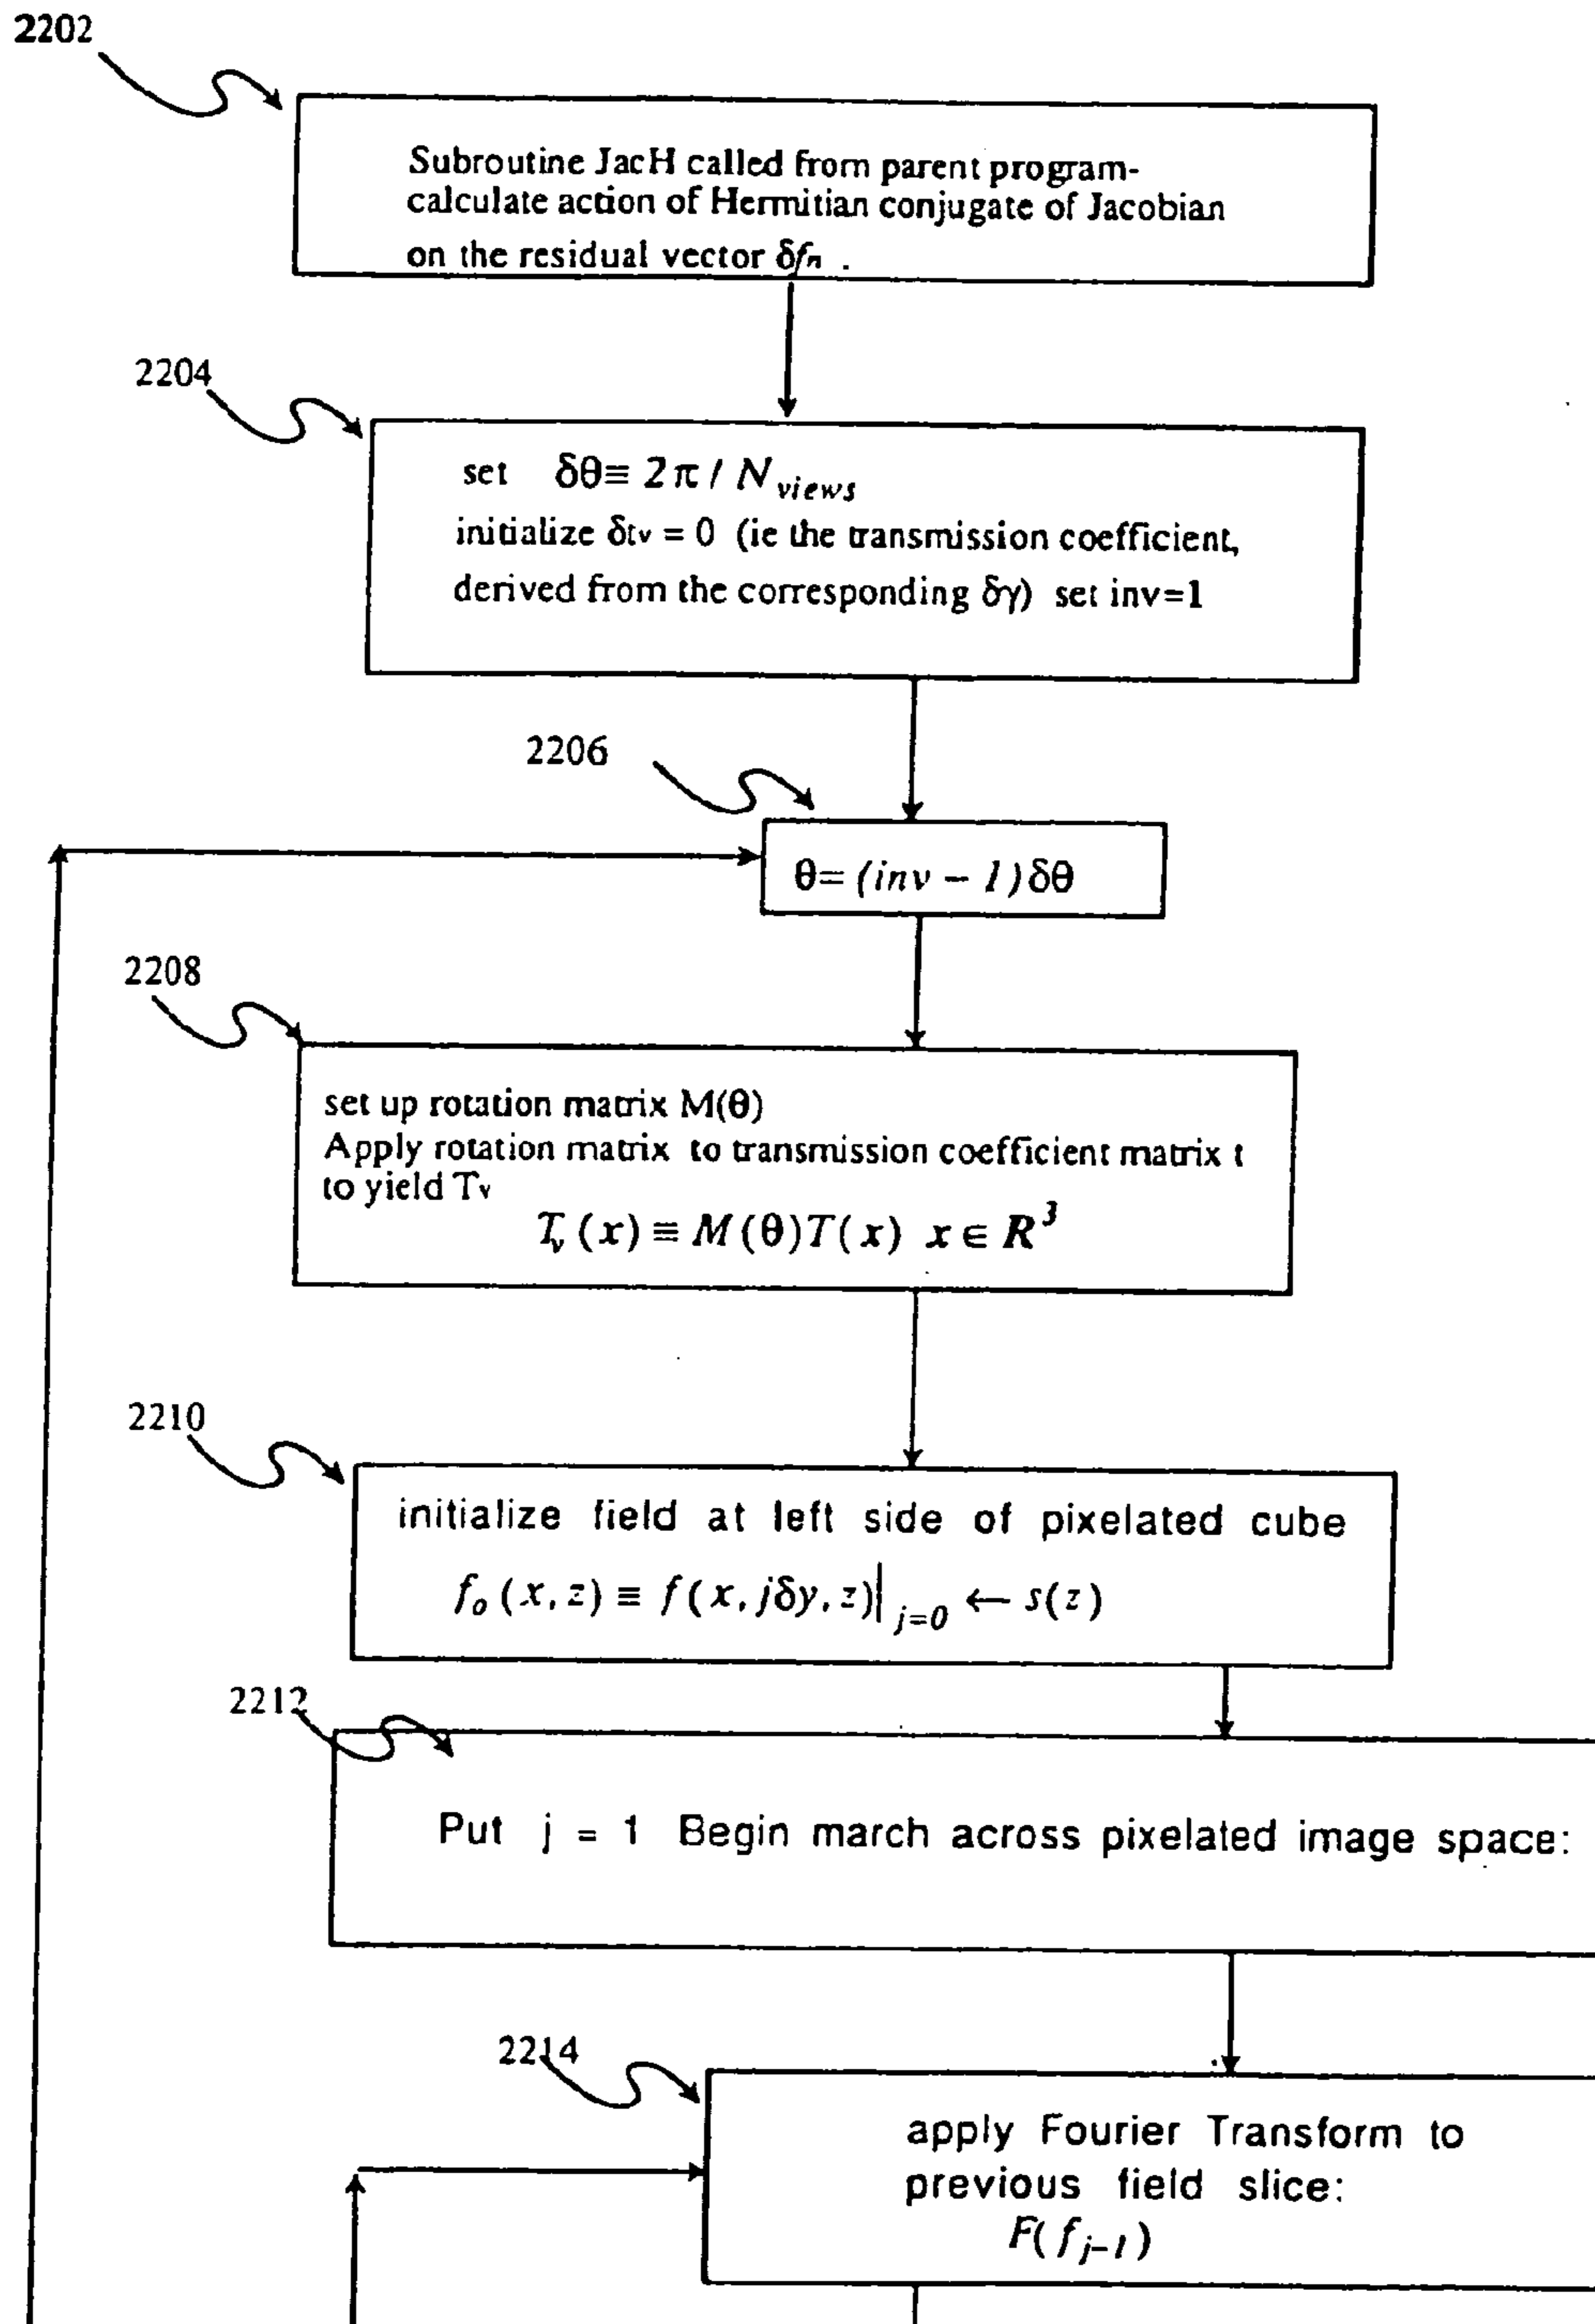 2202
Subroutine JacH called from parent program-
calculate action of Hermitian conjugate of Jacobian
on the residual vector δfn .
2204
set δθ≡ 2π / N views
initialize δtv = 0 (ie the transmission coefficient,
derived from the corresponding δγ) set inv=1
2206
θ= (inv − 1)δθ
2208
set up rotation matrix M(θ)
Apply rotation matrix to transmission coefficient matrix t
to yield Tv
Tv (x) ≡ M(θ)T(x) x ∈ R³
2210
initialize field at left side of pixelated cube
fo (x, z) ≡ f(x, jδy, z)| j=0 ← s(z)
2212
Put j = 1 Begin march across pixelated image space:
2214
apply Fourier Transform to
previous field slice:
F( f j−1 )